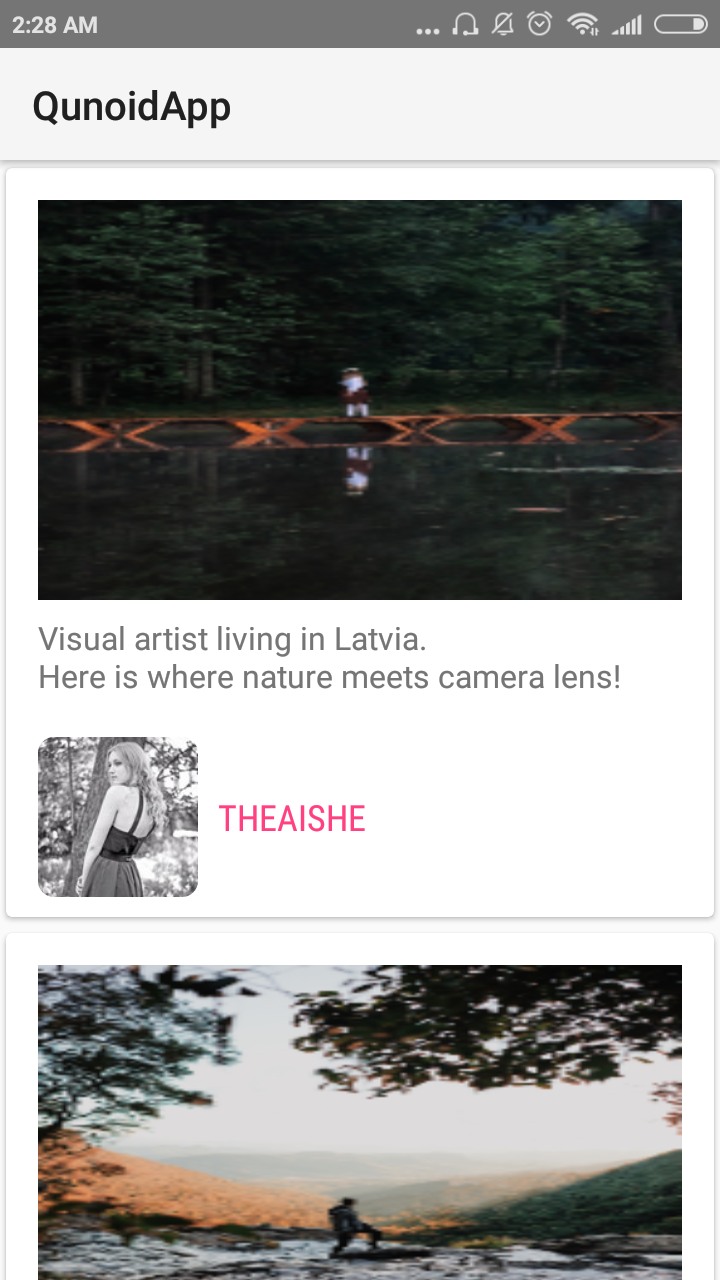 2:28 AM
QunoidApp
Visual artist living in Latvia.
Here is where nature meets camera lens!
THEAISHE